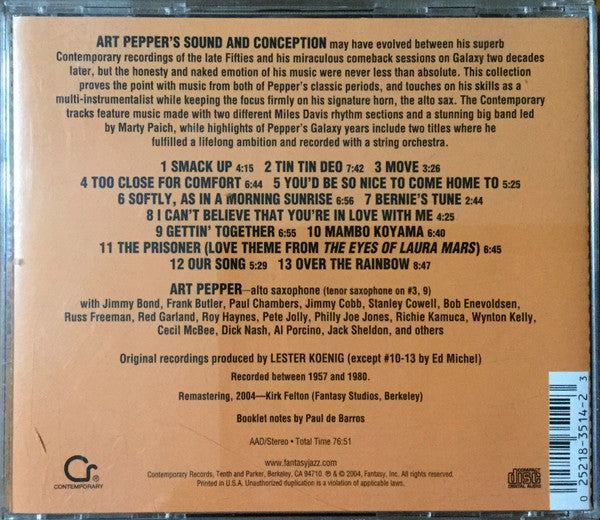 ART PEPPER'S SOUND AND CONCEPTION may have evolved between his superb
Contemporary recordings of the late Fifties and his miraculous comeback sessions on Galaxy two decades
later, but the honesty and naked emotion of his music were never less than absolute. This collection
proves the point with music from both of Pepper's classic periods, and touches on his skills as a
multi-instrumentalist while keeping the focus firmly on his signature horn, the alto sax. The Contemporary
tracks feature music made with two different Miles Davis rhythm sections and a stunning big band led
by Marty Paich, while highlights of Pepper's Galaxy years include two titles where he
fulfilled a lifelong ambition and recorded with a string orchestra.
1 SMACK UP 4:15 2 TIN TIN DEO 7:42 3 MOVE 3:26
4 TOO CLOSE FOR COMFORT 6:44 5 YOU'D BE SO NICE TO COME HOME TO 5:25
6 SOFTLY, AS IN A MORNING SUNRISE 6:56 7 BERNIE'S TUNE 2:44
8 I CAN'T BELIEVE THAT YOU'RE IN LOVE WITH ME 4:25
9 GETTIN' TOGETHER 6:55 10 MAMBO KOYAMA 6:40
11 THE PRISONER (LOVE THEME FROM THE EYES OF LAURA MARS) 6:45
12 OUR SONG 5:29 13 OVER THE RAINBOW 8:47
ART PEPPER—alto saxophone (tenor saxophone on #3, 9)
with Jimmy Bond, Frank Butler, Paul Chambers, Jimmy Cobb, Stanley Cowell, Bob Enevoldsen,
Russ Freeman, Red Garland, Roy Haynes, Pete Jolly, Philly Joe Jones, Richie Kamuca, Wynton Kelly,
Cecil McBee, Dick Nash, Al Porcino, Jack Sheldon, and others
Original recordings produced by LESTER KOENIG (except #10-13 by Ed Michel)
Recorded between 1957 and 1980.
Remastering, 2004—Kirk Felton (Fantasy Studios, Berkeley)
Booklet notes by Paul de Barros
AAD/Stereo • Total Time 76:51
www.fantasyjazz.com
Contemporary Records, Tenth and Parker, Berkeley, CA 94710. ℗ & © 2004, Fantasy, Inc. All rights reserved.
Printed in U.S.A. Unauthorized duplication is a violation of applicable laws.
CR
CONTEMPORARY
COMPACT
disc
DIGITAL AUDIO
0 25218-3514-2 3